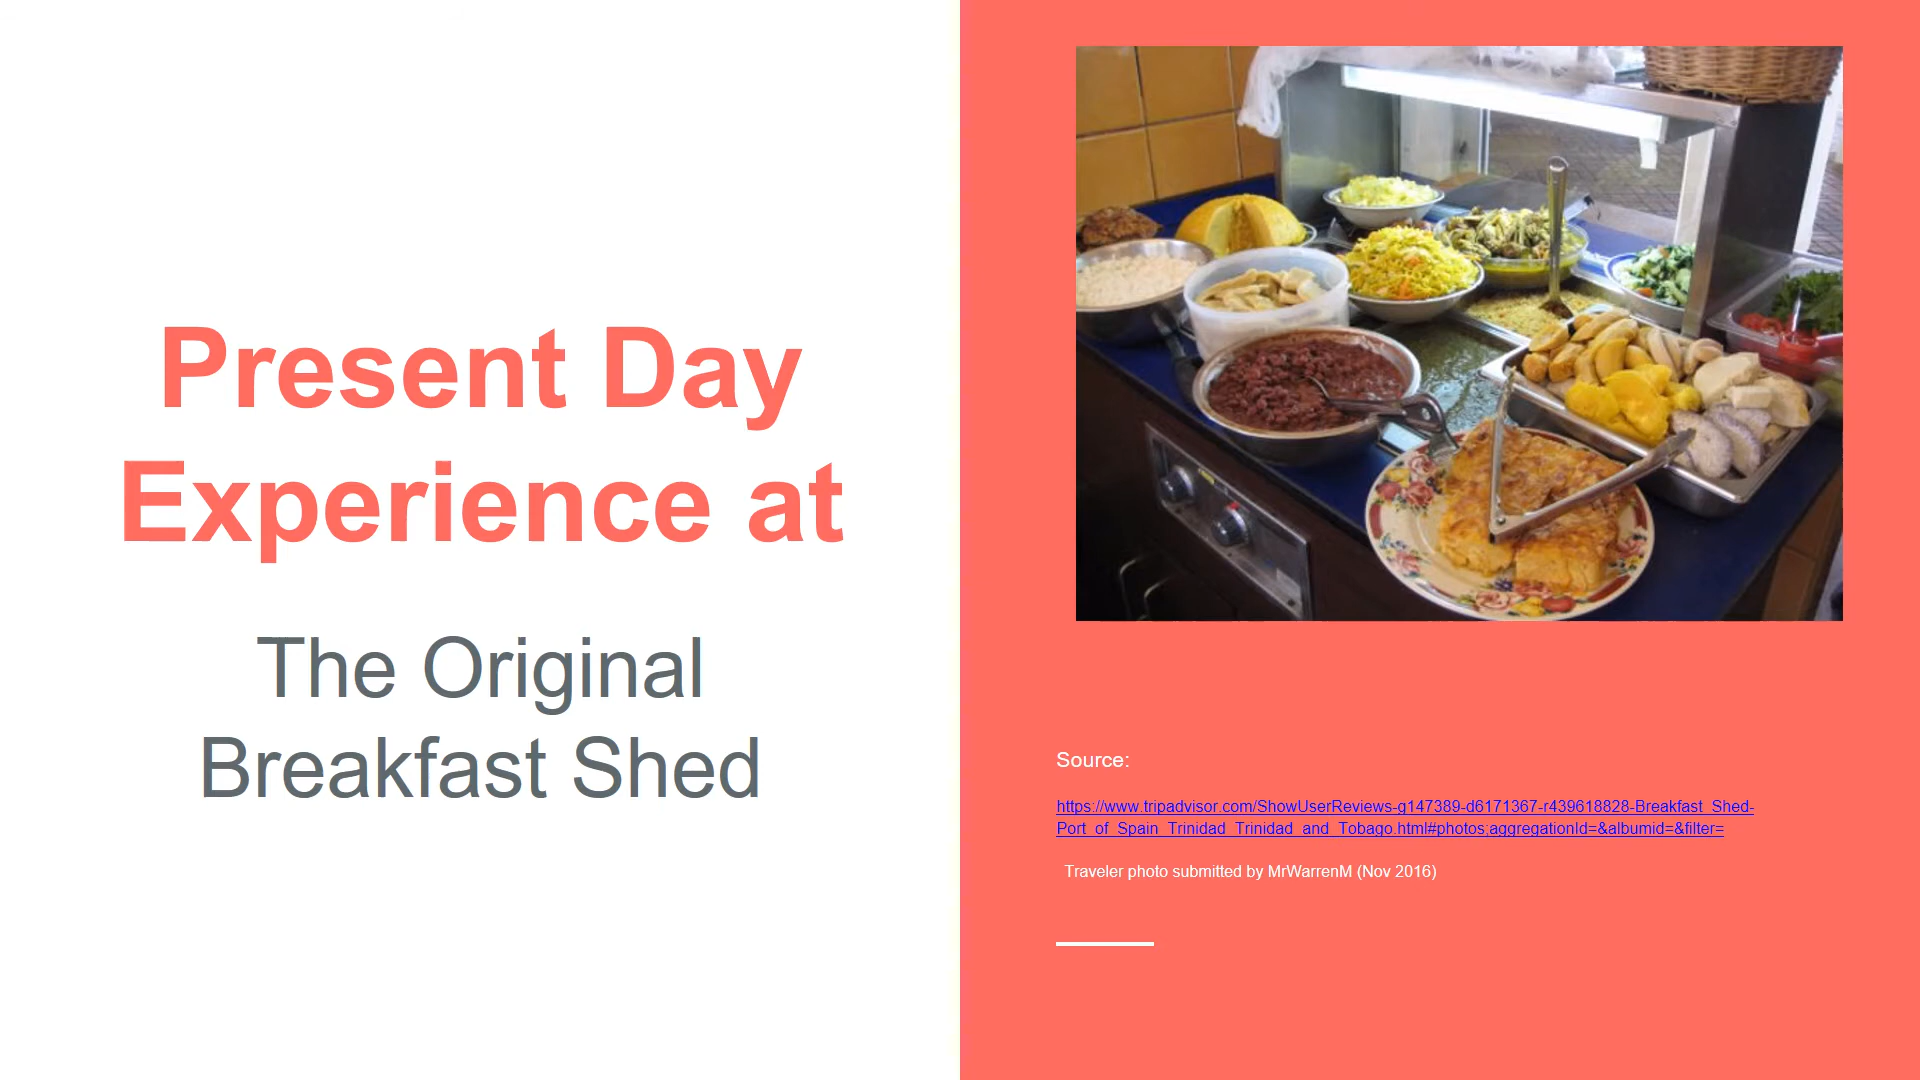 Present Day
Experience at
The Original
Breakfast Shed
Source:
https://www.tripadvisor.com/ShowUserReviews-g147389-d6171367-r439618828-Breakfast_Shed-
Port_of_Spain_Trinidad_Trinidad_and_Tobago.html#photos;aggregationId=&albumid=&filter=
Traveler photo submitted by MrWarrenM (Nov 2016)